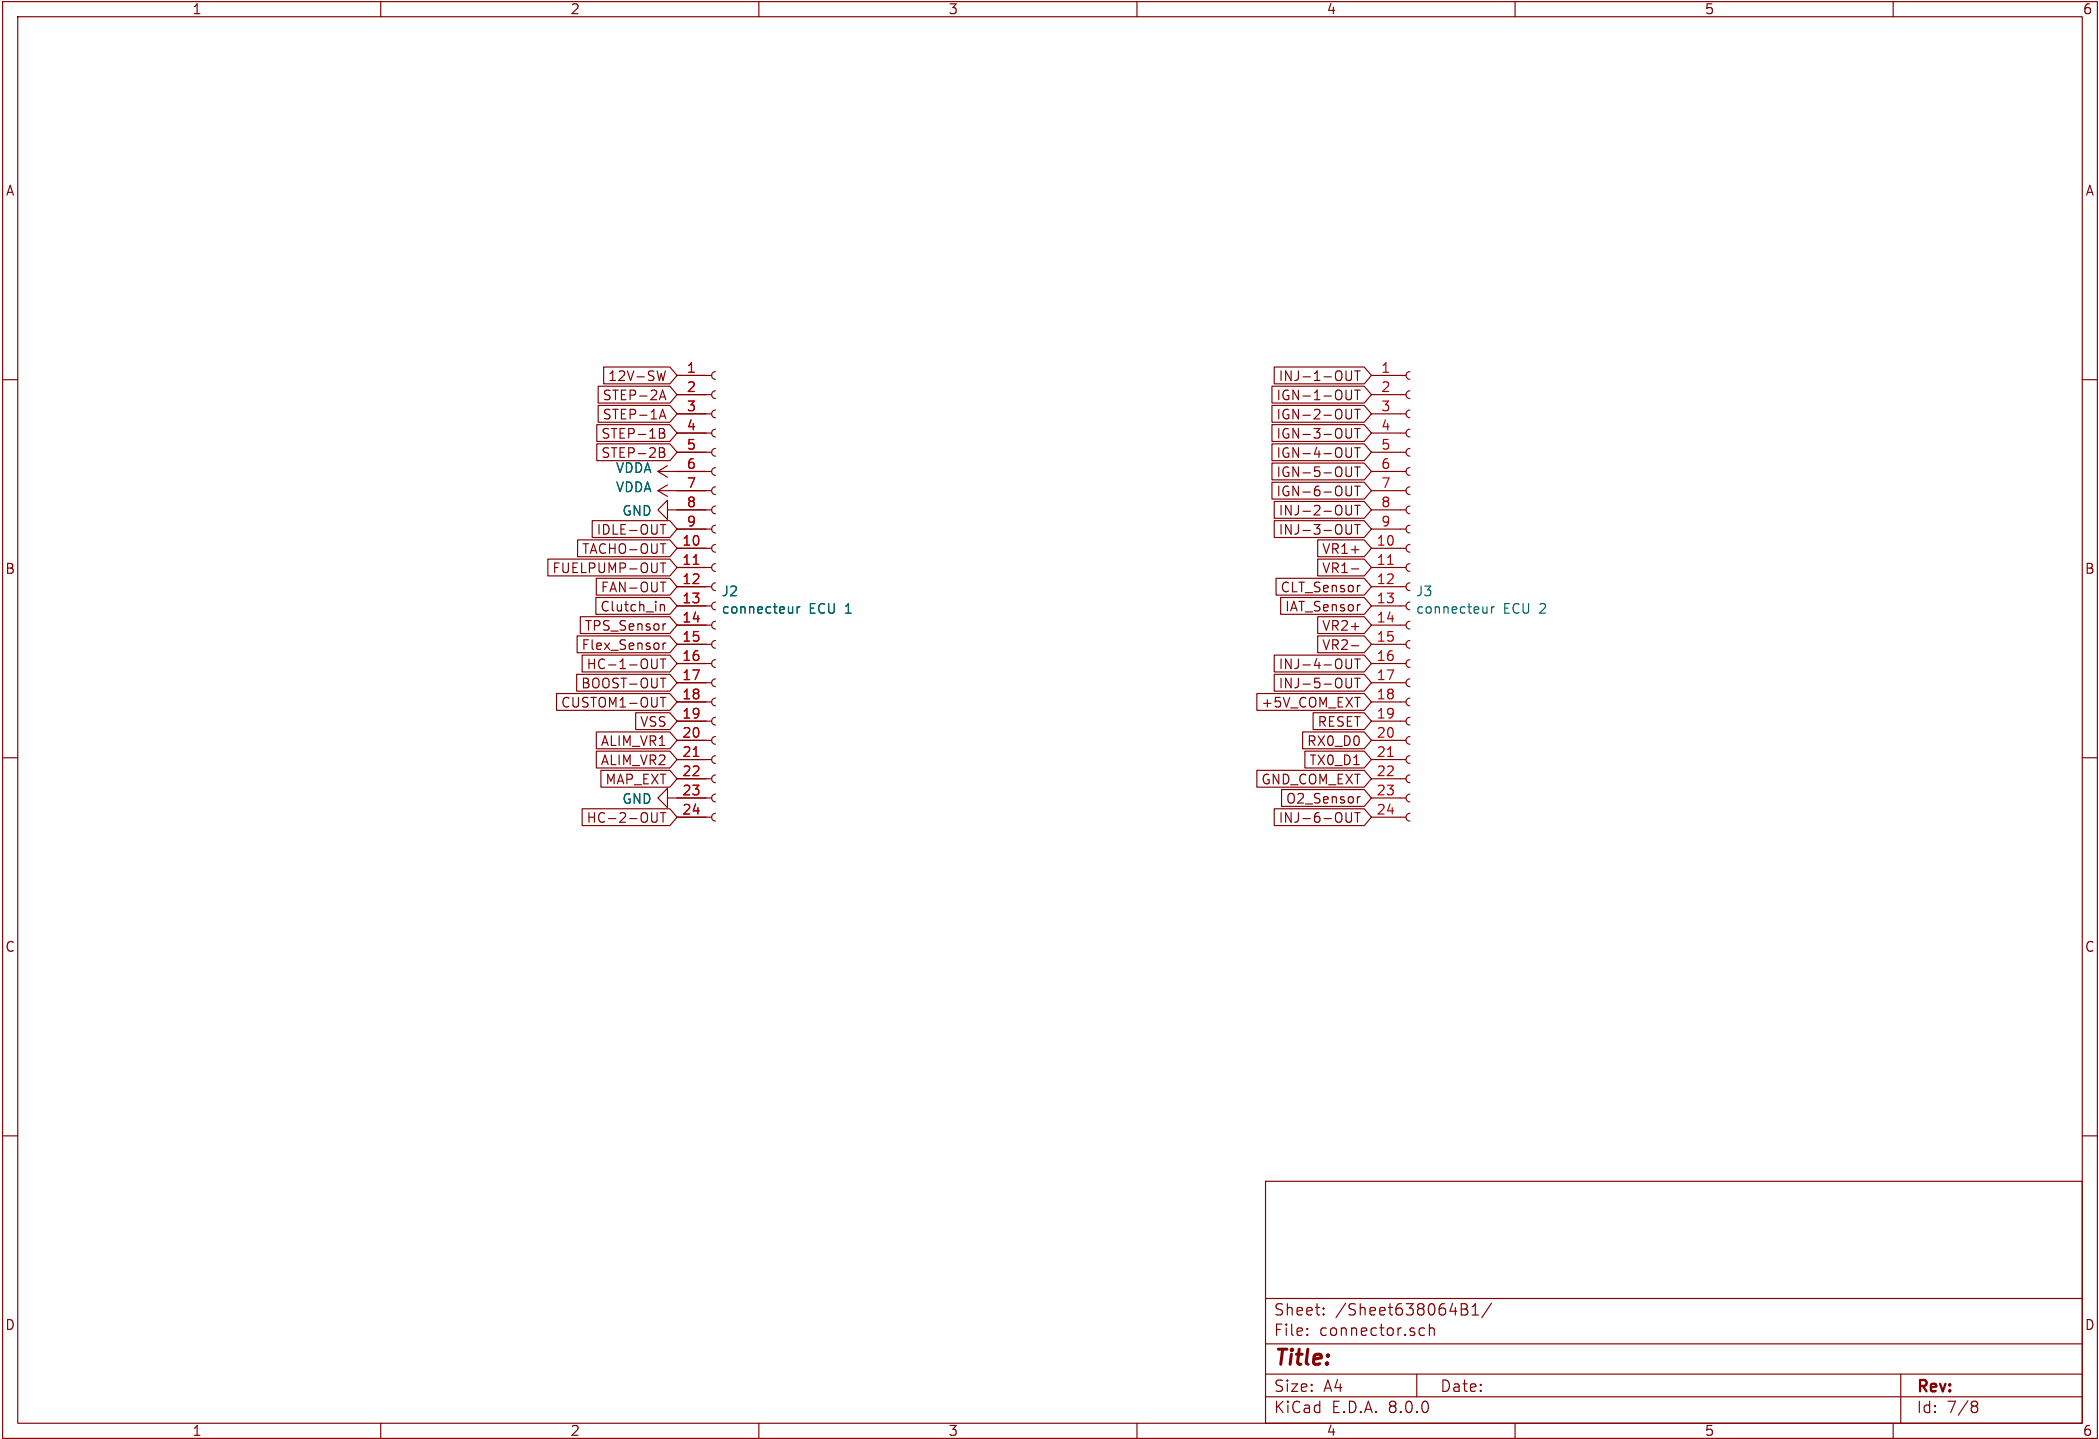 1 2 3 4 5 6
A A
B B
C C
D D
12V-SW 1
STEP-2A 2
STEP-1A 3
STEP-1B 4
STEP-2B 5
VDDA 6
VDDA 7
GND 8
IDLE-OUT 9
TACHO-OUT 10
FUELPUMP-OUT 11
FAN-OUT 12
Clutch_in 13
TPS_Sensor 14
Flex_Sensor 15
HC-1-OUT 16
BOOST-OUT 17
CUSTOM1-OUT 18
VSS 19
ALIM_VR1 20
ALIM_VR2 21
MAP_EXT 22
GND 23
HC-2-OUT 24
J2
connecteur ECU 1
INJ-1-OUT 1
IGN-1-OUT 2
IGN-2-OUT 3
IGN-3-OUT 4
IGN-4-OUT 5
IGN-5-OUT 6
IGN-6-OUT 7
INJ-2-OUT 8
INJ-3-OUT 9
VR1+ 10
VR1- 11
CLT_Sensor 12
IAT_Sensor 13
VR2+ 14
VR2- 15
INJ-4-OUT 16
INJ-5-OUT 17
+5V_COM_EXT 18
RESET 19
RX0_D0 20
TX0_D1 21
GND_COM_EXT 22
O2_Sensor 23
INJ-6-OUT 24
J3
connecteur ECU 2
Sheet: /Sheet638064B1/
File: connector.sch
Title:
Size: A4 Date: Rev:
KiCad E.D.A. 8.0.0 Id: 7/8
1 2 3 4 5 6